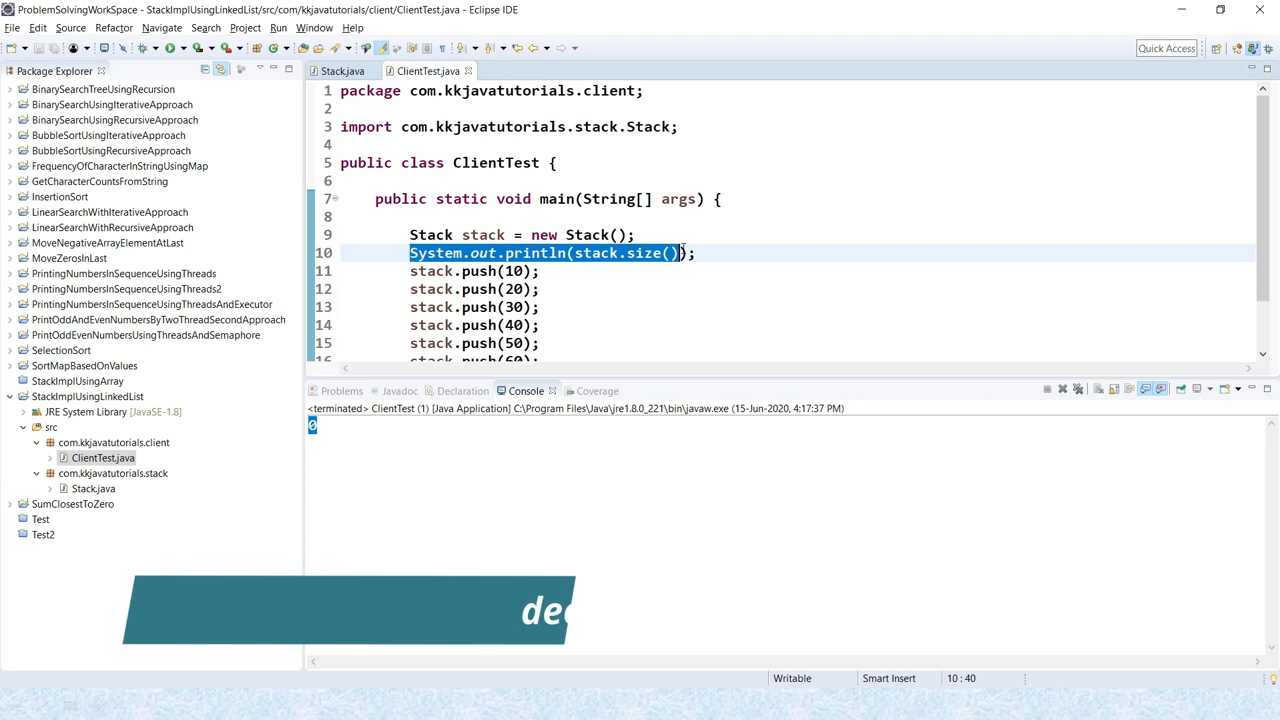 ProblemSolvingWorkSpace - StackImplUsingLinkedList/src/com/kkjavatutorials/client/ClientTest.java - Eclipse IDE
File Edit Source Refactor Navigate Search Project Run Window Help
Quick Access
Package Explorer
BinarySearchTreeUsingRecursion
BinarySearchUsingIterativeApproach
BinarySearchUsingRecursiveApproach
BubbleSortUsingIterativeApproach
BubbleSortUsingRecursiveApproach
FrequencyOfCharacterInStringUsingMap
GetCharacterCountsFromString
InsertionSort
LinearSearchWithIterativeApproach
LinearSearchWithRecursiveApproach
MoveNegativeArrayElementAtLast
MoveZerosInLast
PrintingNumbersInSequenceUsingThreads
PrintingNumbersInSequenceUsingThreads2
PrintingNumbersInSequenceUsingThreadsAndExecutor
PrintOddAndEvenNumbersByTwoThreadSecondApproach
PrintOddEvenNumbersUsingThreadsAndSemaphore
SelectionSort
SortMapBasedOnValues
StackImplUsingArray
StackImplUsingLinkedList
JRE System Library [JavaSE-1.8]
src
com.kkjavatutorials.client
ClientTest.java
com.kkjavatutorials.stack
Stack.java
SumClosestToZero
Test
Test2
Stack.java ClientTest.java
1 package com.kkjavatutorials.client;
2
3 import com.kkjavatutorials.stack.Stack;
4
5 public class ClientTest {
6
7 public static void main(String[] args) {
8
9 Stack stack = new Stack();
10 System.out.println(stack.size());
11 stack.push(10);
12 stack.push(20);
13 stack.push(30);
14 stack.push(40);
15 stack.push(50);
16 stack.push(60);
Problems Javadoc Declaration Console Coverage
<terminated> ClientTest (1) [Java Application] C:\Program Files\Java\jre1.8.0_221\bin\javaw.exe (15-Jun-2020, 4:17:37 PM)
0
Writable Smart Insert 10 : 40